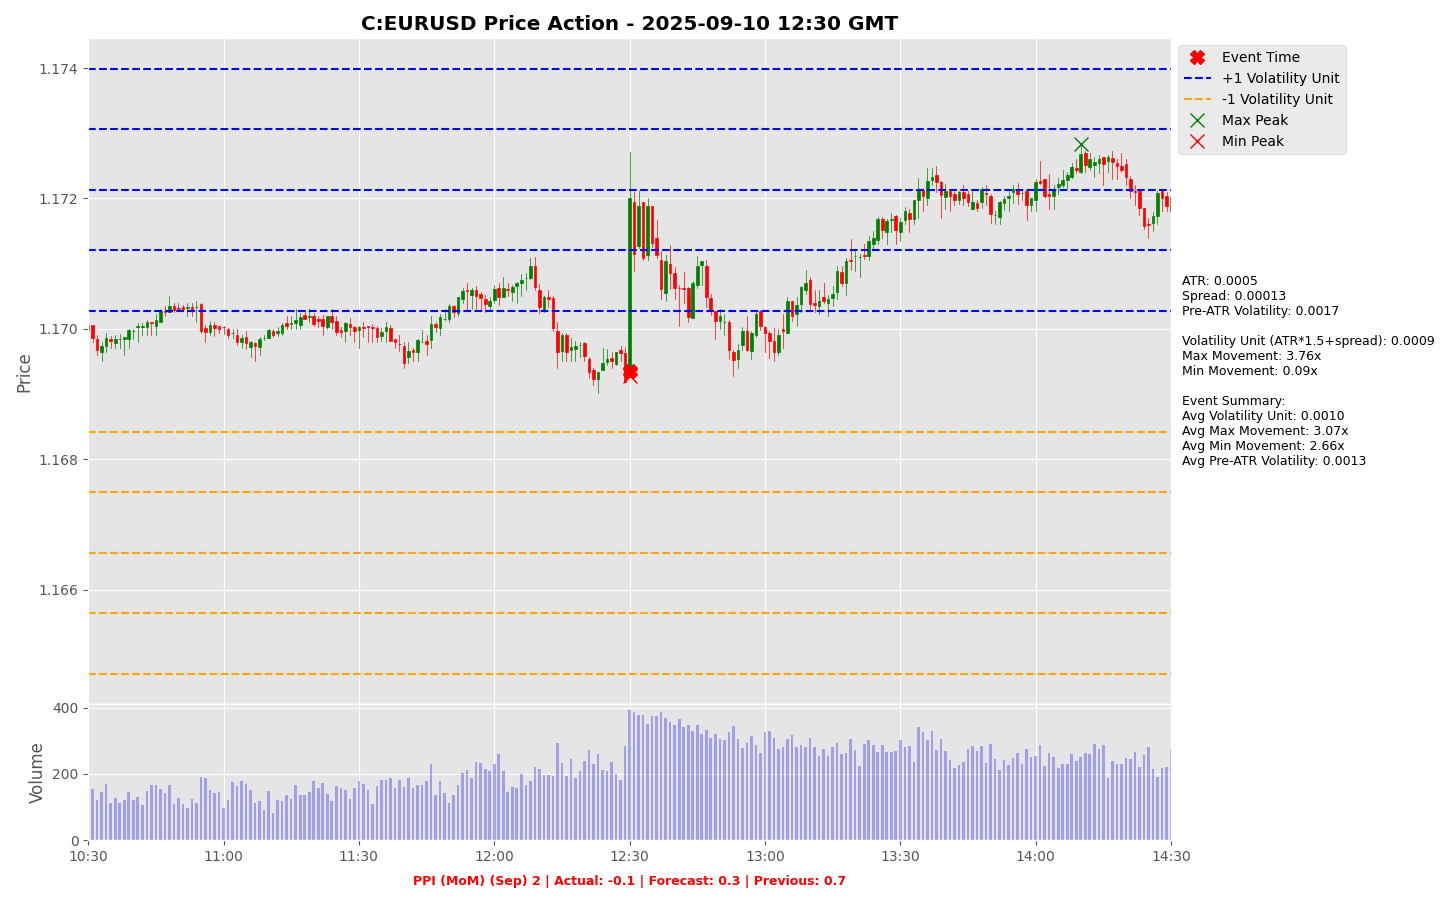 C:EURUSD Price Action - 2025-09-10 12:30 GMT
Event Time
+1 Volatility Unit
-1 Volatility Unit
Max Peak
Min Peak
1.174
1.172
1.170
1.168
1.166
Price
ATR: 0.0005
Spread: 0.00013
Pre-ATR Volatility: 0.0017
Volatility Unit (ATR*1.5+spread): 0.0009
Max Movement: 3.76x
Min Movement: 0.09x
Event Summary:
Avg Volatility Unit: 0.0010
Avg Max Movement: 3.07x
Avg Min Movement: 2.66x
Avg Pre-ATR Volatility: 0.0013
400
200
0
Volume
10:30 11:00 11:30 12:00 12:30 13:00 13:30 14:00 14:30
PPI (MoM) (Sep) 2 | Actual: -0.1 | Forecast: 0.3 | Previous: 0.7